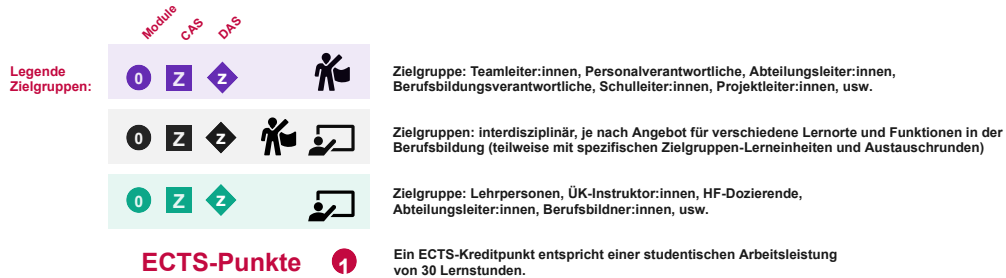 Module CAS DAS
Legende
Zielgruppen:
0 Z z
Zielgruppe: Teamleiter:innen, Personalverantwortliche, Abteilungsleiter:innen,
Berufsbildungsverantwortliche, Schulleiter:innen, Projektleiter:innen, usw.
0 Z z
Zielgruppen: interdisziplinär, je nach Angebot für verschiedene Lernorte und Funktionen in der
Berufsbildung (teilweise mit spezifischen Zielgruppen-Lerneinheiten und Austauschrunden)
0 Z z
Zielgruppe: Lehrpersonen, ÜK-Instruktor:innen, HF-Dozierende,
Abteilungsleiter:innen, Berufsbildner:innen, usw.
ECTS-Punkte 1
Ein ECTS-Kreditpunkt entspricht einer studentischen Arbeitsleistung
von 30 Lernstunden.